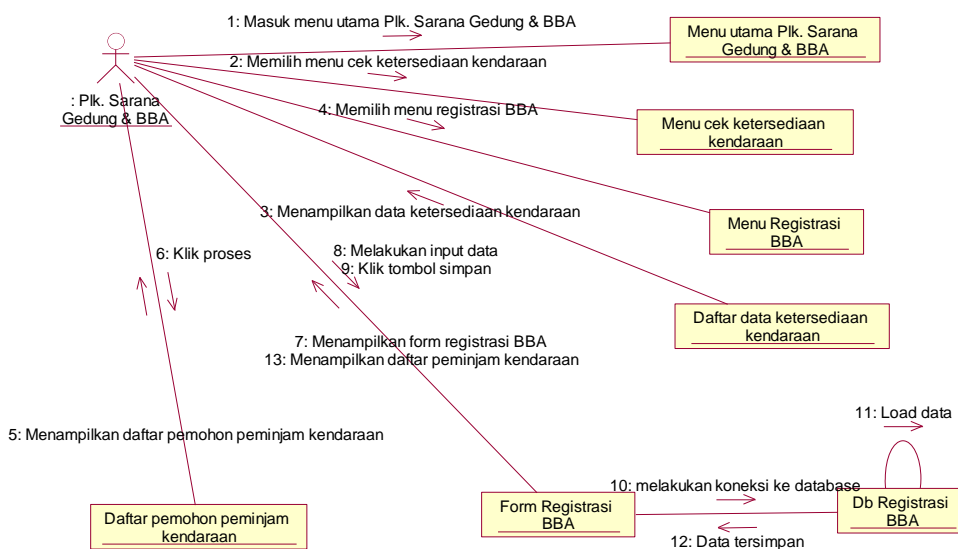 1: Masuk menu utama Plk. Sarana Gedung & BBA
Menu utama Plk. Sarana
Gedung & BBA
2: Memilih menu cek ketersediaan kendaraan
: Plk. Sarana
Gedung & BBA
4: Memilih menu registrasi BBA
Menu cek ketersediaan
kendaraan
3: Menampilkan data ketersediaan kendaraan
Menu Registrasi
BBA
6: Klik proses
8: Melakukan input data
9: Klik tombol simpan
Daftar data ketersediaan
kendaraan
7: Menampilkan form registrasi BBA
13: Menampilkan daftar peminjam kendaraan
11: Load data
5: Menampilkan daftar pemohon peminjam kendaraan
10: melakukan koneksi ke database
Daftar pemohon peminjam
kendaraan
Form Registrasi
BBA
Db Registrasi
BBA
12: Data tersimpan